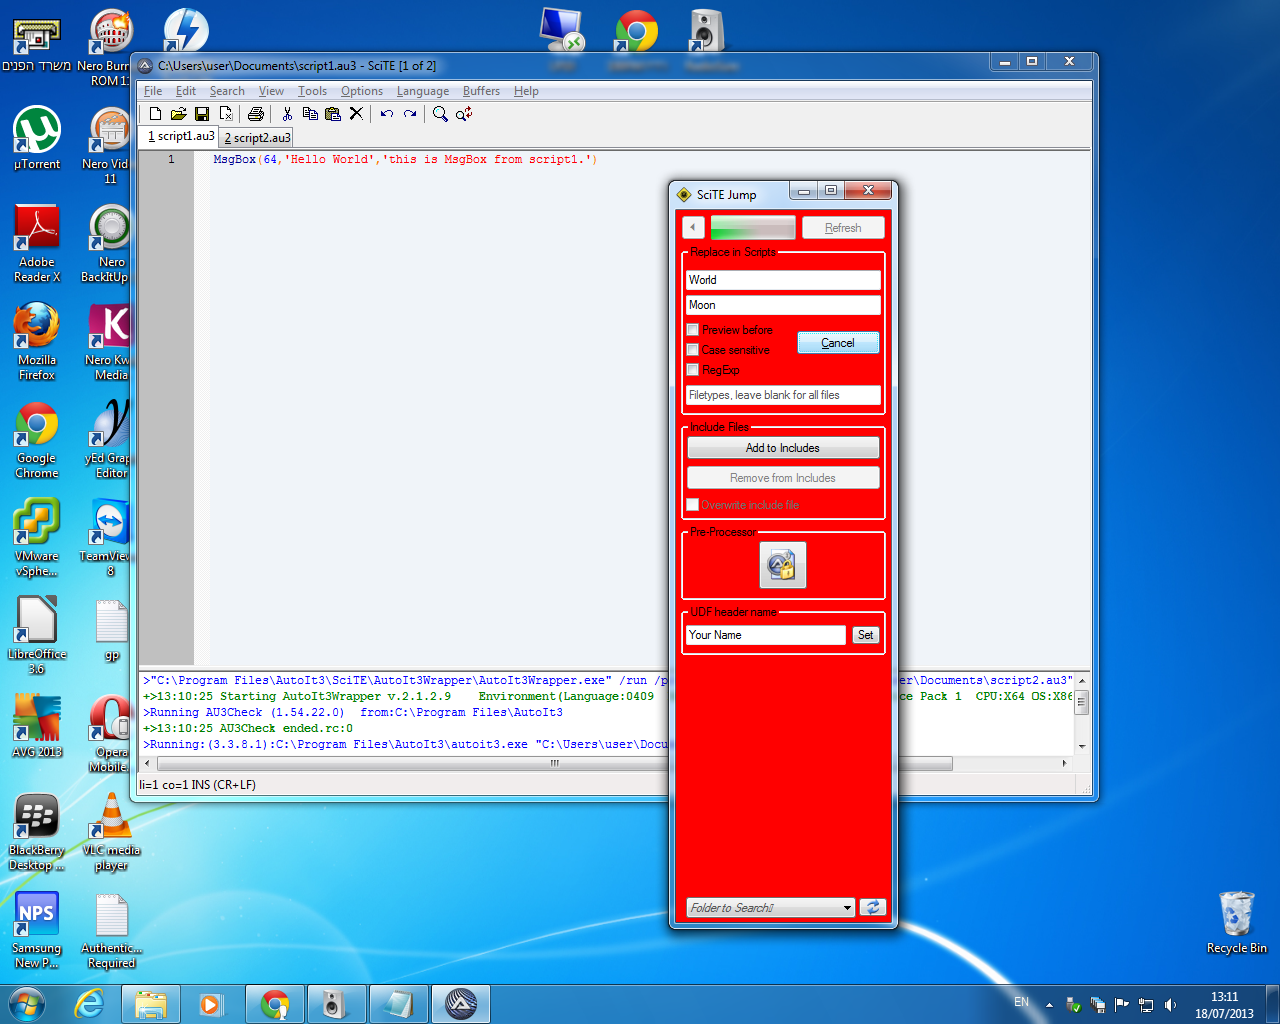 משרד הפנים
Nero Burn
ROM 11
C:\Users\user\Documents\script1.au3 - SciTE [1 of 2]
File Edit Search View Tools Options Language Buffers Help
1 script1.au3 2 script2.au3
1 MsgBox(64,'Hello World','this is MsgBox from script1.')
µTorrent
Nero Vid
11
Adobe
Reader X
Nero
BackItUp
Mozilla
Firefox
Nero Kw
Media
Google
Chrome
yEd Gra
Editor
VMware
vSphe...
TeamView
8
LibreOffice
3.6
gp
AVG 2013
Opera
Mobile
BlackBerry
Desktop ...
VLC media
player
NPS
Samsung
New P...
Authentic...
Required
SciTE Jump
Refresh
Replace in Scripts
World
Moon
Preview before
Case sensitive
RegExp
Cancel
Filetypes, leave blank for all files
Include Files
Add to Includes
Remove from Includes
Overwrite include file
Pre-Processor
UDF header name
Your Name
Set
Folder to Search
>"C:\Program Files\AutoIt3\SciTE\AutoIt3Wrapper\AutoIt3Wrapper.exe" /run /p er\Documents\script2.au3"
+>13:10:25 Starting AutoIt3Wrapper v.2.1.2.9 Environment(Language:0409 ce Pack 1 CPU:X64 OS:X86
>Running AU3Check (1.54.22.0) from:C:\Program Files\AutoIt3
+>13:10:25 AU3Check ended.rc:0
>Running:(3.3.8.1):C:\Program Files\AutoIt3\autoit3.exe "C:\Users\user\Docu
li=1 co=1 INS (CR+LF)
Recycle Bin
EN
13:11
18/07/2013